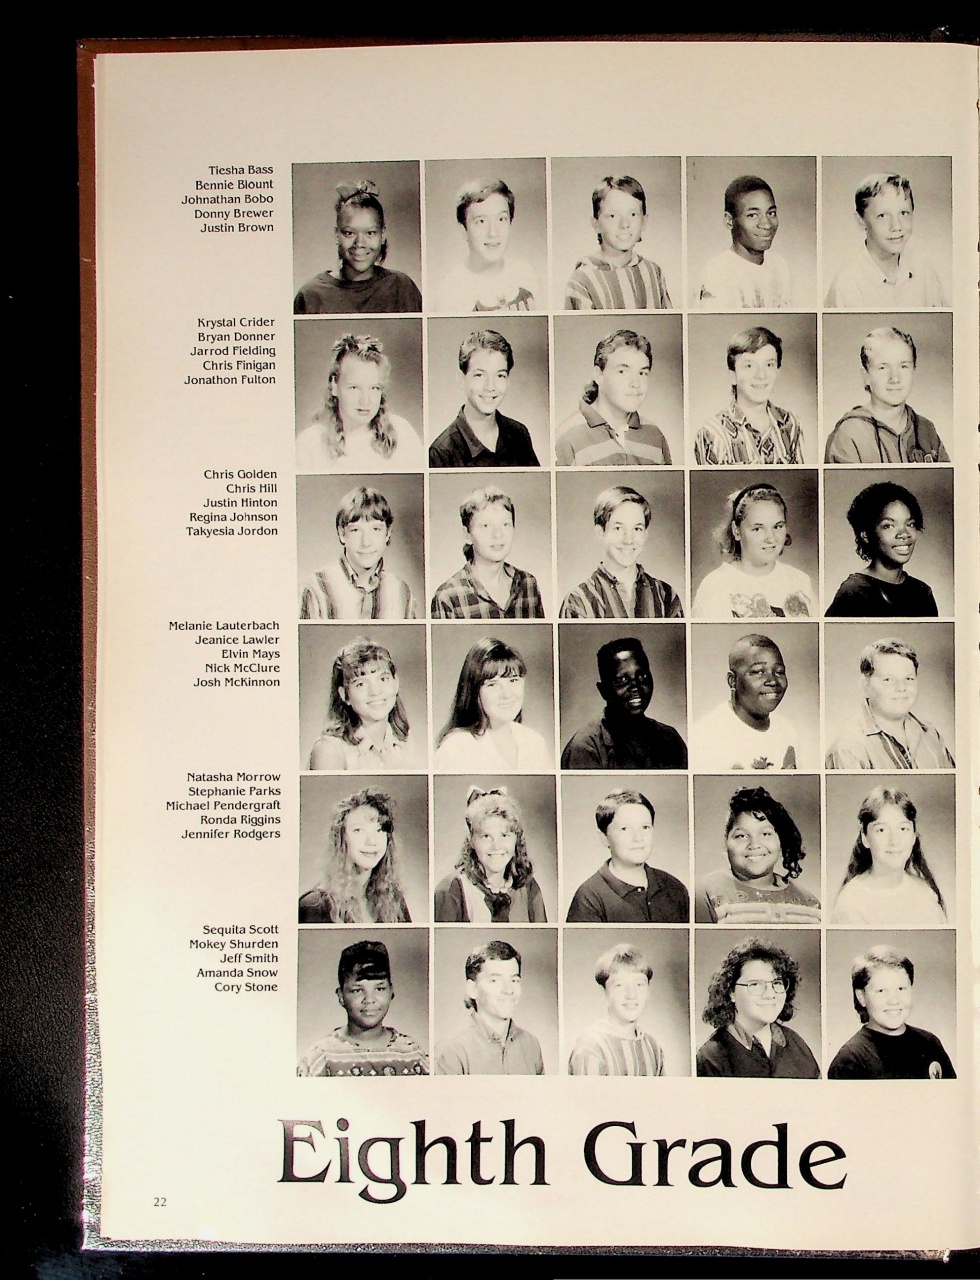 Tiesha Bass
Bennie Blount
Johnathan Bobo
Donny Brewer
Justin Brown
Krystal Crider
Bryan Donner
Jarrod Fielding
Chris Finigan
Jonathon Fulton
Chris Golden
Chris Hill
Justin Hinton
Regina Johnson
Takyesia Jordon
Melanie Lauterbach
Jeanice Lawler
Elvin Mays
Nick McClure
Josh McKinnon
Natasha Morrow
Stephanie Parks
Michael Pendergraft
Ronda Riggins
Jennifer Rodgers
Sequita Scott
Mokey Shurden
Jeff Smith
Amanda Snow
Cory Stone
Eighth Grade
22